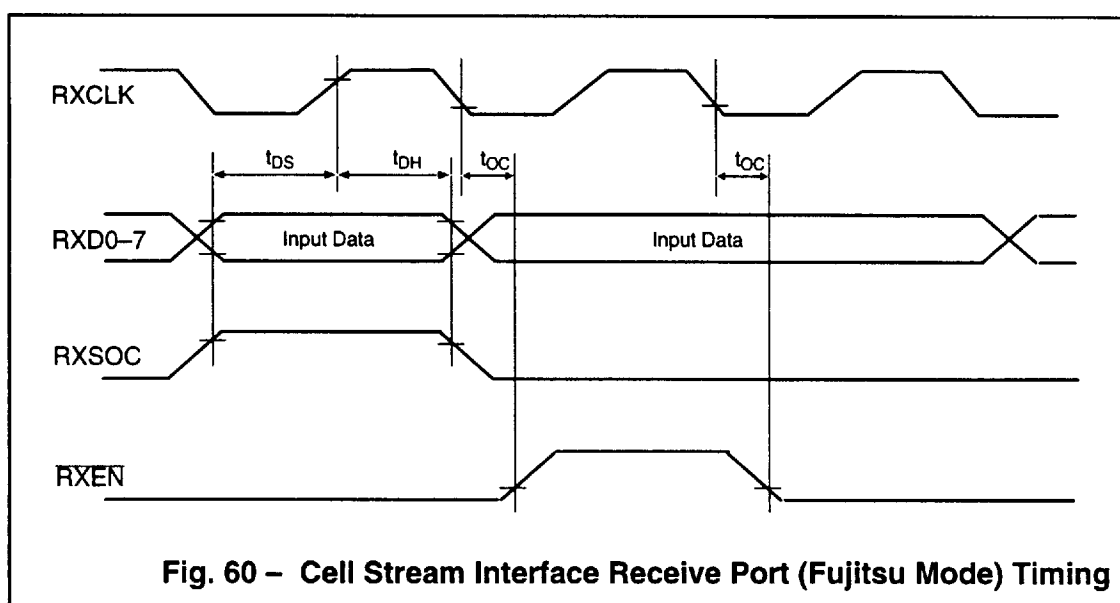 RXCLK
tDS
tDH
tOC
tOC
RXD0–7
Input Data
Input Data
RXSOC
RXEN
Fig. 60 – Cell Stream Interface Receive Port (Fujitsu Mode) Timing